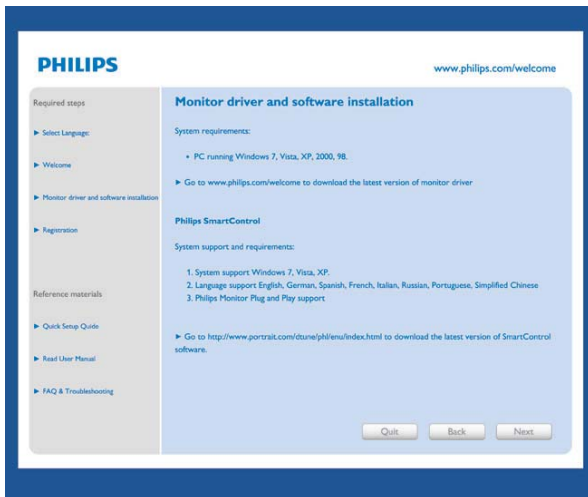 PHILIPS
www.philips.com/welcome
Required steps
► Select Language:
► Welcome
► Monitor driver and software installation
► Registration
Reference materials
► Quick Setup Quide
► Read User Manual
► FAQ & Troubleshooting
Monitor driver and software installation
System requirements:
• PC running Windows 7, Vista, XP, 2000, 98.
► Go to www.philips.com/welcome to download the latest version of monitor driver
Philips SmartControl
System support and requirements:
1. System support Windows 7, Vista, XP.
2. Language support English, German, Spanish, French, Italian, Russian, Portuguese, Simplified Chinese
3. Philips Monitor Plug and Play support
► Go to http://www.portrait.com/dtune/phl/enu/index.html to download the latest version of SmartControl
software.
Quit
Back
Next